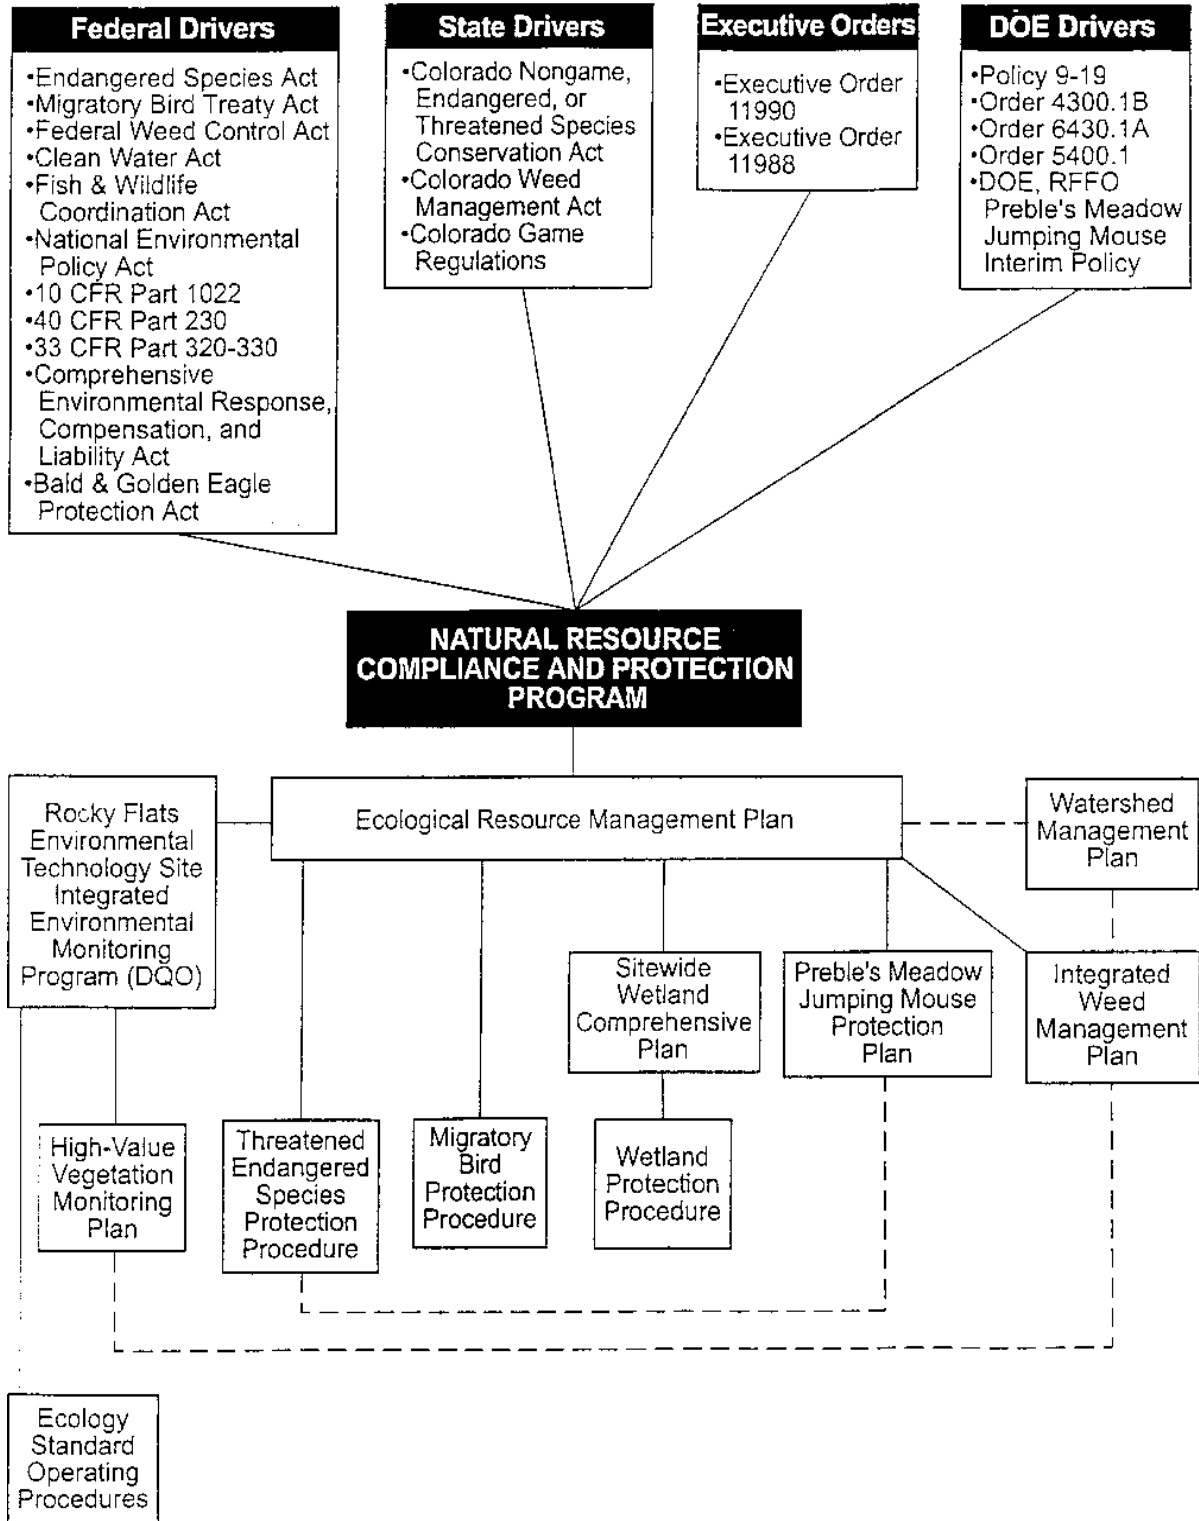 Federal Drivers
•Endangered Species Act
•Migratory Bird Treaty Act
•Federal Weed Control Act
•Clean Water Act
•Fish & Wildlife
Coordination Act
•National Environmental
Policy Act
•10 CFR Part 1022
•40 CFR Part 230
•33 CFR Part 320-330
•Comprehensive
Environmental Response,
Compensation, and
Liability Act
•Bald & Golden Eagle
Protection Act
State Drivers
•Colorado Nongame,
Endangered, or
Threatened Species
Conservation Act
•Colorado Weed
Management Act
•Colorado Game
Regulations
Executive Orders
•Executive Order
11990
•Executive Order
11988
DOE Drivers
•Policy 9-19
•Order 4300.1B
•Order 6430.1A
•Order 5400.1
•DOE, RFFO
Preble's Meadow
Jumping Mouse
Interim Policy
NATURAL RESOURCE
COMPLIANCE AND PROTECTION
PROGRAM
Rocky Flats
Environmental
Technology Site
Integrated
Environmental
Monitoring
Program (DQO)
Ecological Resource Management Plan
Watershed
Management
Plan
Sitewide
Wetland
Comprehensive
Plan
Preble's Meadow
Jumping Mouse
Protection
Plan
Integrated
Weed
Management
Plan
High-Value
Vegetation
Monitoring
Plan
Threatened
Endangered
Species
Protection
Procedure
Migratory
Bird
Protection
Procedure
Wetland
Protection
Procedure
Ecology
Standard
Operating
Procedures